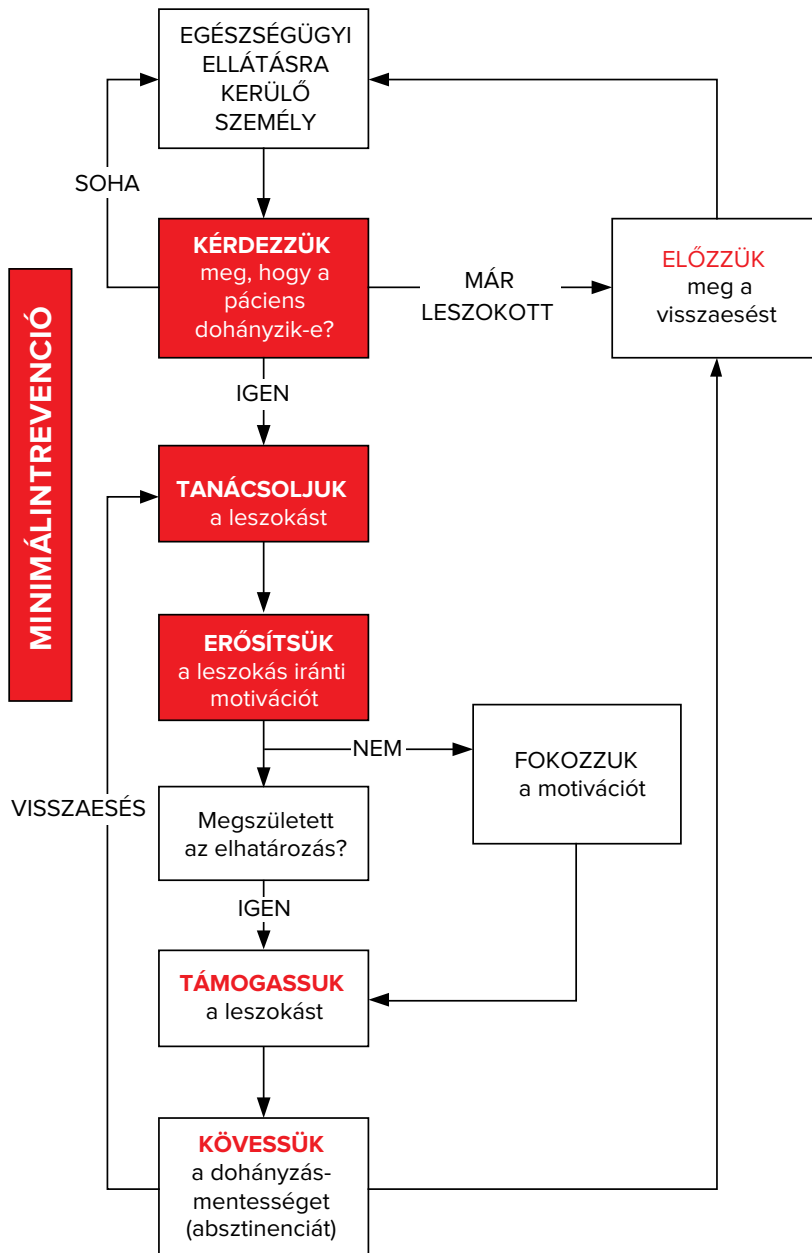 EGÉSZSÉGÜGYI
ELLÁTÁSRA
KERÜLŐ
SZEMÉLY
SOHA
KÉRDEZZÜK
meg, hogy a
páciens
dohányzik-e?
MÁR
LESZOKOTT
ELŐZZÜK
meg a
visszaesést
MINIMÁLINTREVENCIÓ
IGEN
TANÁCSOLJUK
a leszokást
ERŐSÍTSÜK
a leszokás iránti
motivációt
NEM
FOKOZZUK
a motivációt
VISSZAESÉS
Megszületett
az elhatározás?
IGEN
TÁMOGASSUK
a leszokást
KÖVESSÜK
a dohányzás-
mentességet
(absztinenciát)